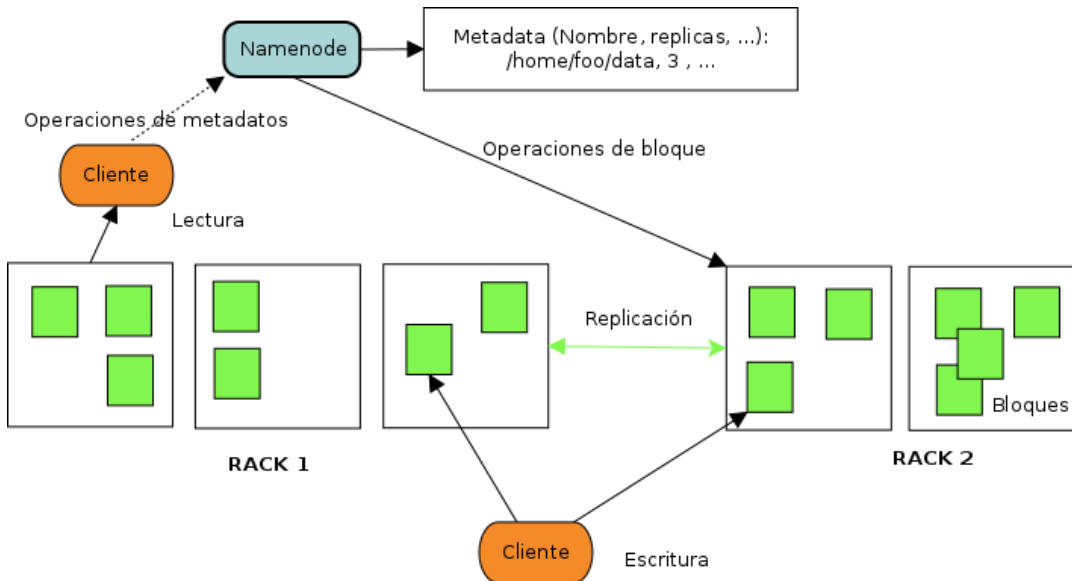 Namenode
Metadata (Nombre, replicas, ...):
/home/foo/data, 3 , ...
Operaciones de metadatos
Operaciones de bloque
Cliente
Lectura
Replicación
Bloques
RACK 1
RACK 2
Cliente
Escritura